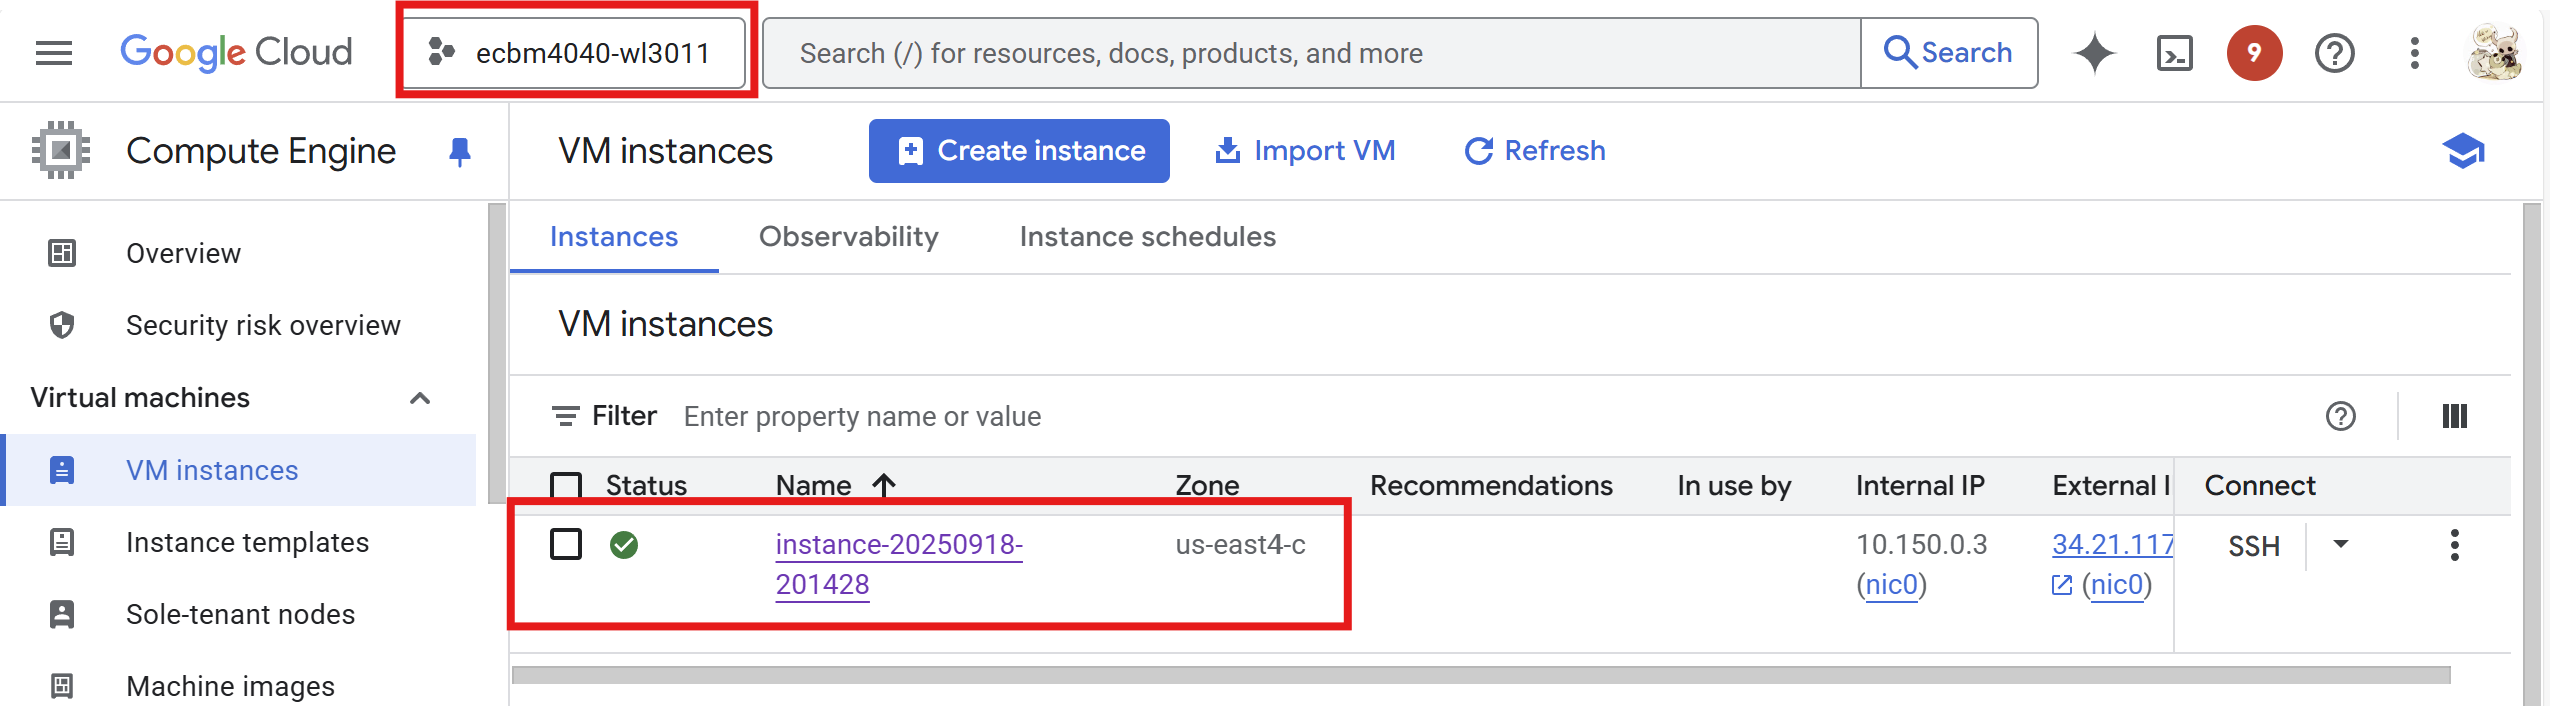 Google Cloud
ecbm4040-wl3011
Search (/) for resources, docs, products, and more
Search
9
Compute Engine
VM instances
Create instance
Import VM
Refresh
Overview
Security risk overview
Virtual machines
VM instances
Instance templates
Sole-tenant nodes
Machine images
Instances
Observability
Instance schedules
VM instances
Filter
Enter property name or value
Status
Name
Zone
Recommendations
In use by
Internal IP
External I
Connect
instance-20250918-
201428
us-east4-c
10.150.0.3
(nic0)
34.21.117
(nic0)
SSH